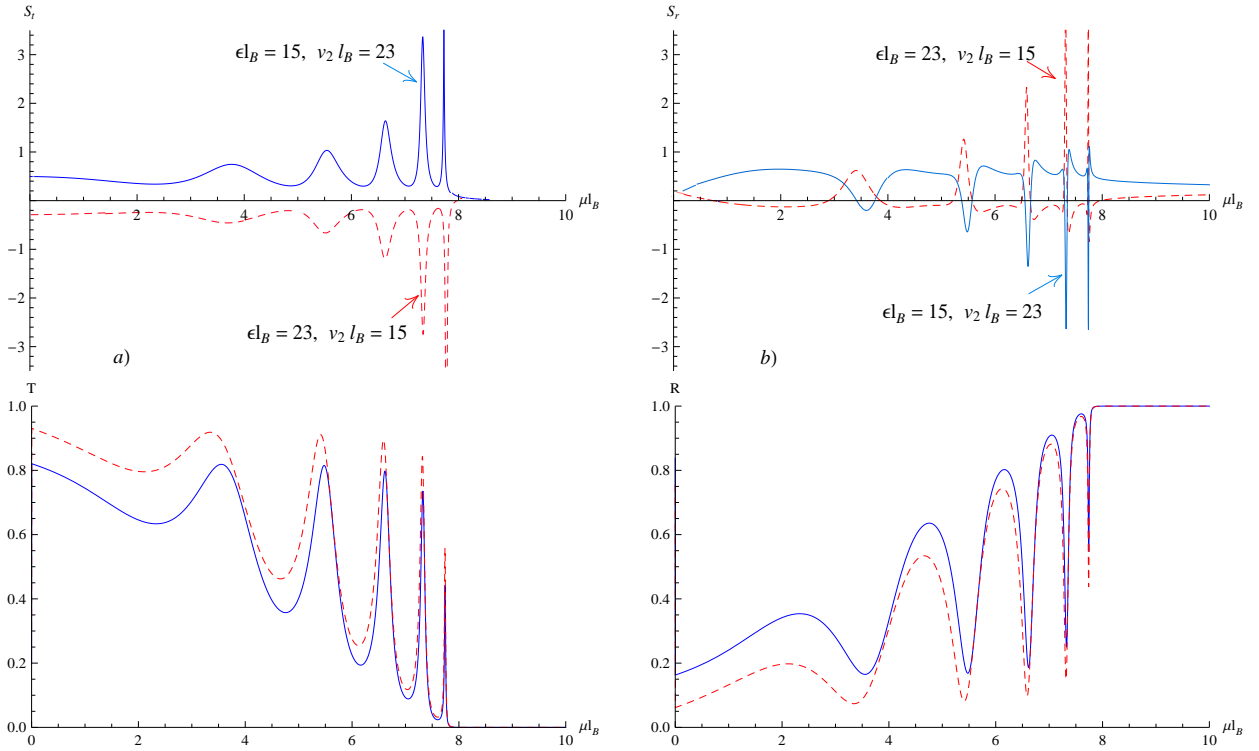 S_t
3
2
1
-1
-2
-3
2 4 6 8 10 μl_B
ϵl_B = 15, v_2 l_B = 23
ϵl_B = 23, v_2 l_B = 15
a)
S_r
3
2
1
-1
-2
-3
2 4 6 8 10 μl_B
ϵl_B = 23, v_2 l_B = 15
ϵl_B = 15, v_2 l_B = 23
b)
T
1.0
0.8
0.6
0.4
0.2
0.0
0 2 4 6 8 10 μl_B
R
1.0
0.8
0.6
0.4
0.2
0.0
0 2 4 6 8 10 μl_B